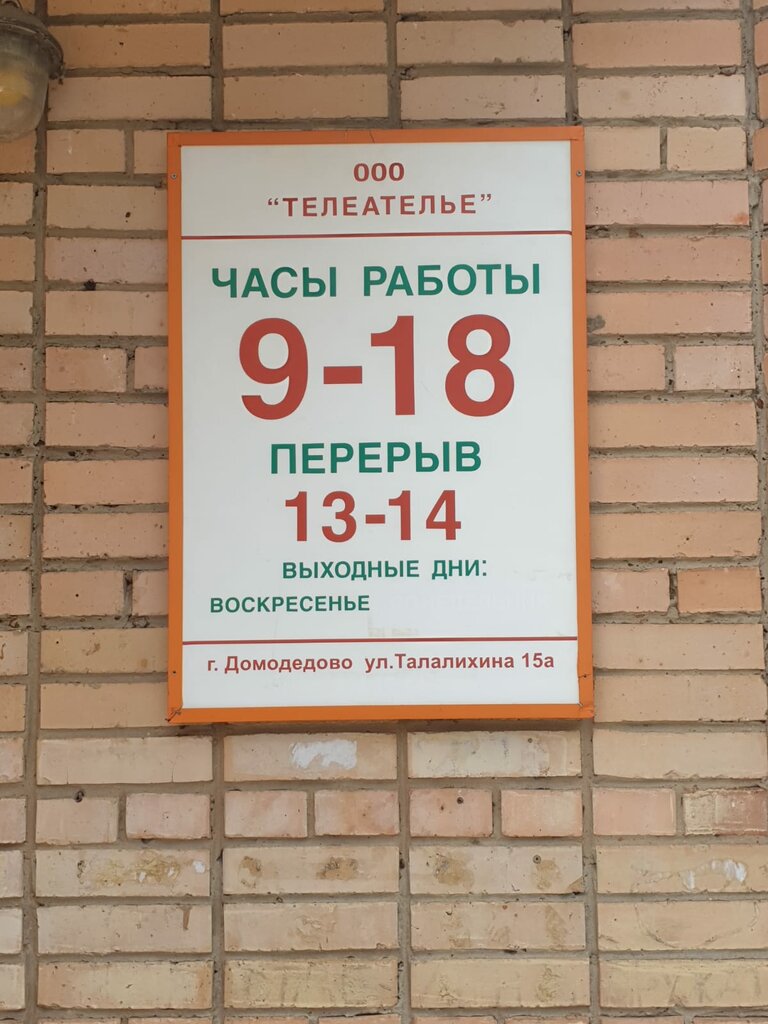 ООО
“ТЕЛЕАТЕЛЬЕ”
ЧАСЫ РАБОТЫ
9-18
ПЕРЕРЫВ
13-14
ВЫХОДНЫЕ ДНИ:
ВОСКРЕСЕНЬЕ
г. Домодедово ул.Талалихина 15а